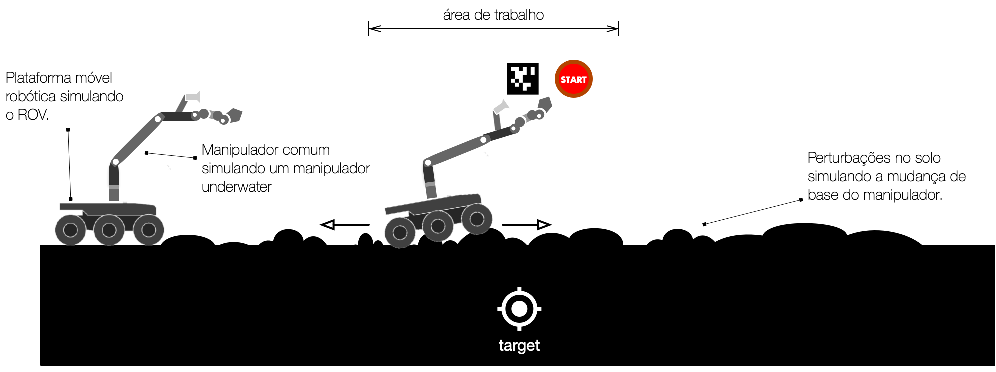 área de trabalho
START
Plataforma móvel
robótica simulando
o ROV.
Manipulador comum
simulando um manipulador
underwater
Perturbações no solo
simulando a mudança de
base do manipulador.
target